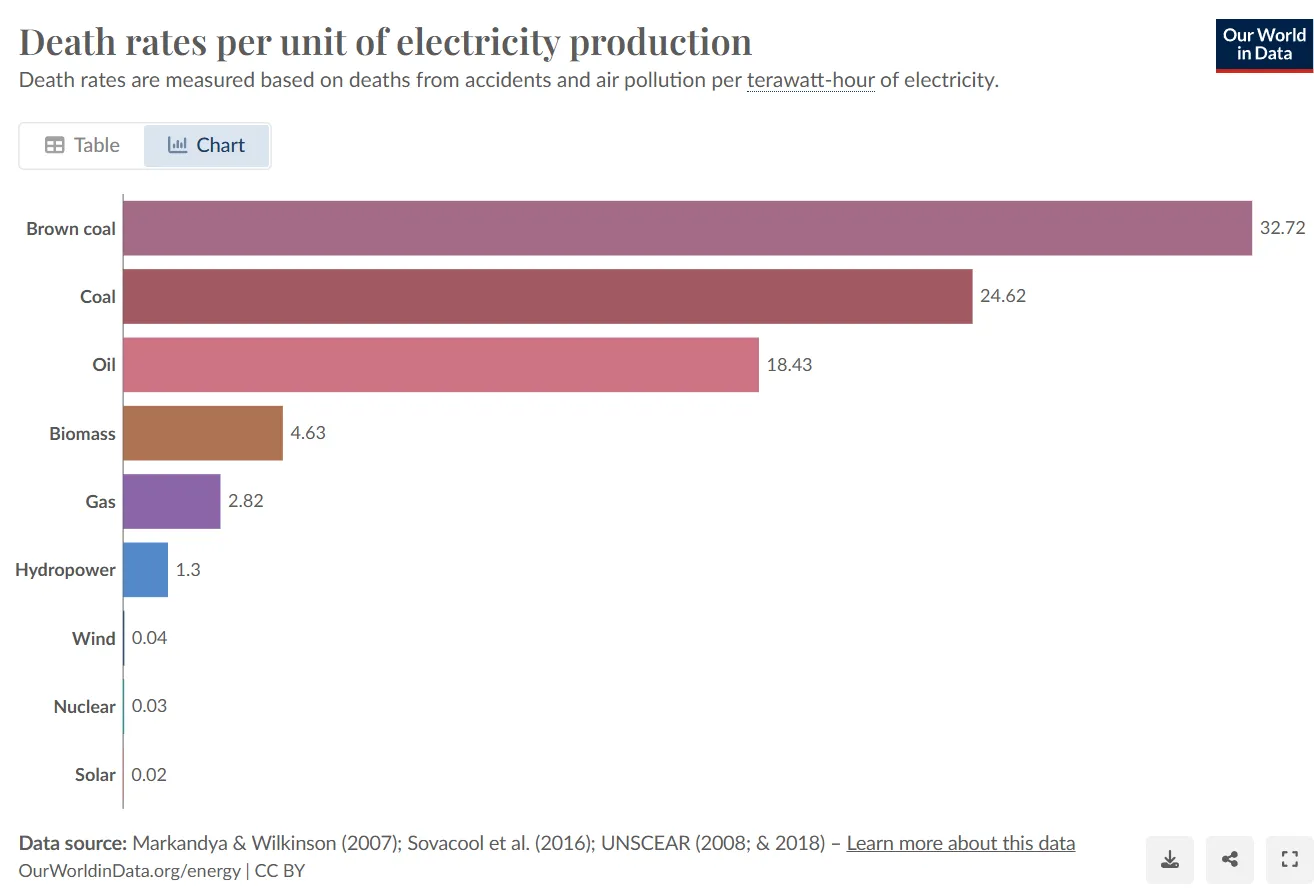 Death rates per unit of electricity production
Our World
in Data
Death rates are measured based on deaths from accidents and air pollution per terawatt-hour of electricity.
Table
Chart
Brown coal 32.72
Coal 24.62
Oil 18.43
Biomass 4.63
Gas 2.82
Hydropower 1.3
Wind 0.04
Nuclear 0.03
Solar 0.02
Data source: Markandya & Wilkinson (2007); Sovacool et al. (2016); UNSCEAR (2008; & 2018) – Learn more about this data
OurWorldinData.org/energy | CC BY